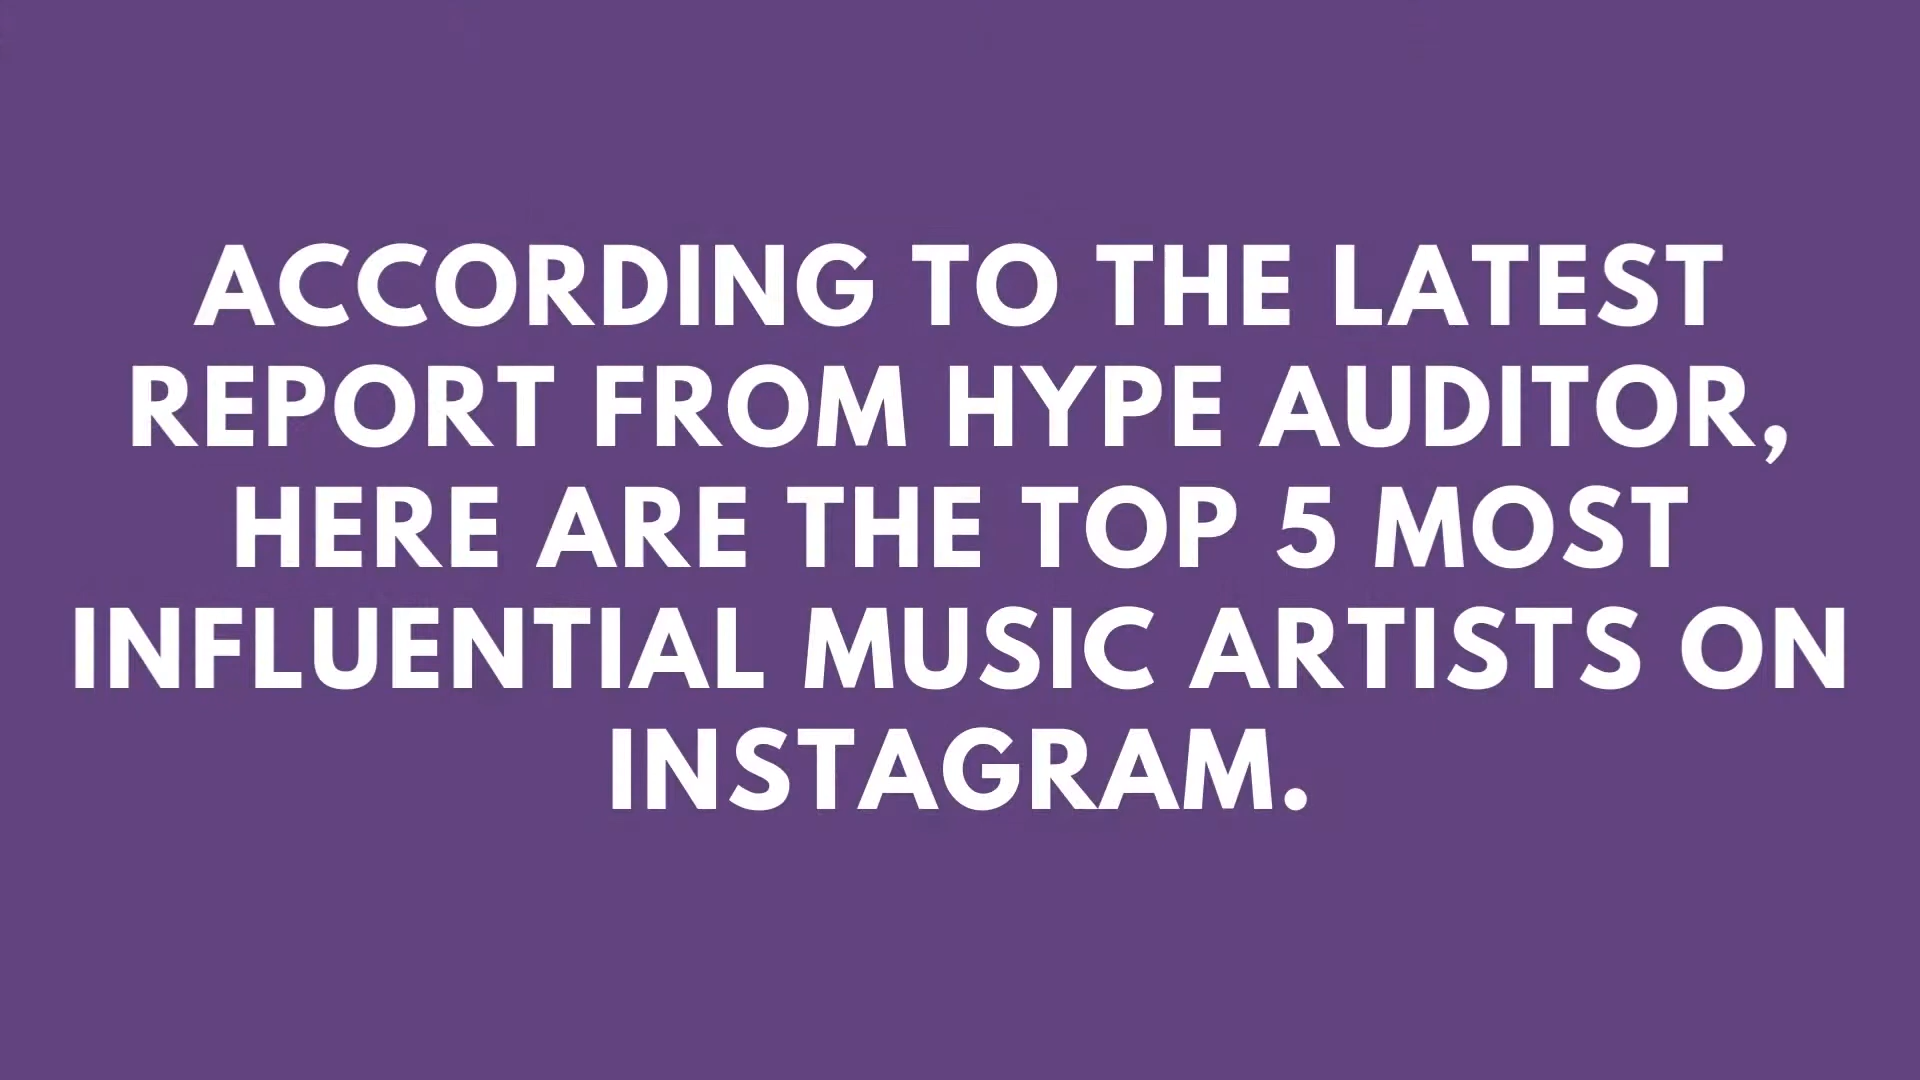 ACCORDING TO THE LATEST
REPORT FROM HYPE AUDITOR,
HERE ARE THE TOP 5 MOST
INFLUENTIAL MUSIC ARTISTS ON
INSTAGRAM.